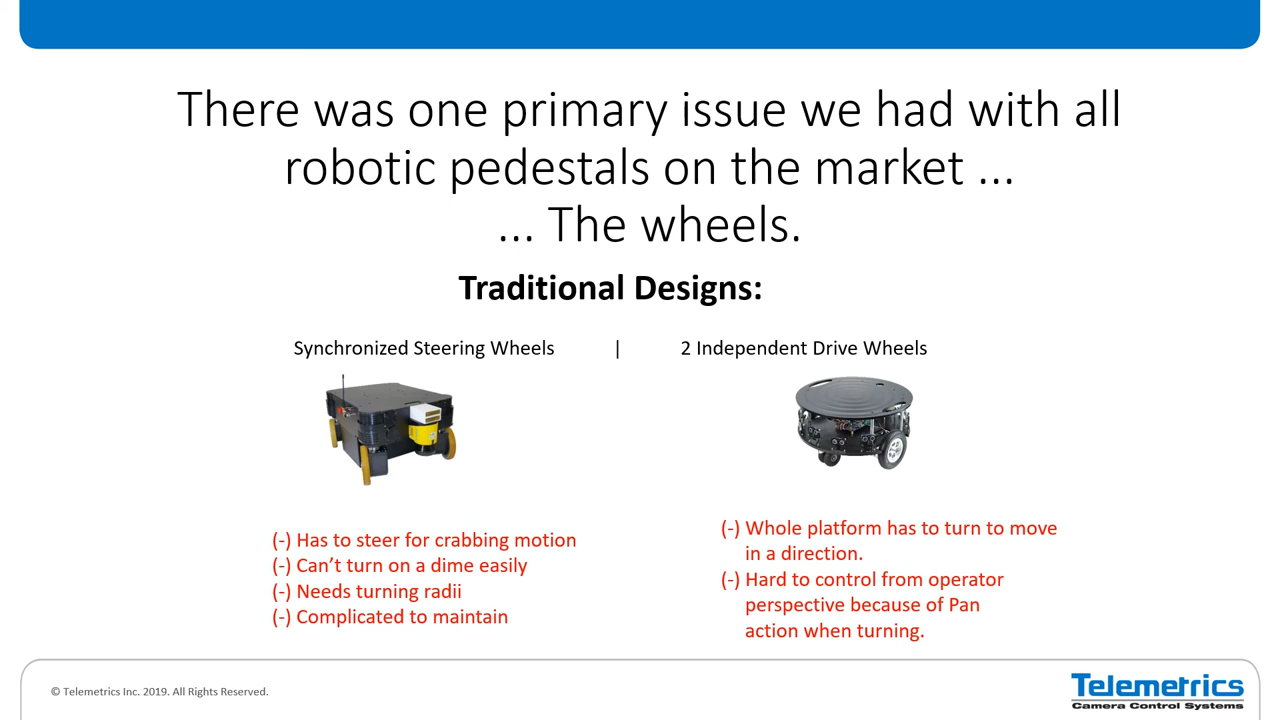 There was one primary issue we had with all
robotic pedestals on the market ...
... The wheels.
Traditional Designs:
Synchronized Steering Wheels | 2 Independent Drive Wheels
(-) Has to steer for crabbing motion
(-) Can't turn on a dime easily
(-) Needs turning radii
(-) Complicated to maintain
(-) Whole platform has to turn to move
in a direction.
(-) Hard to control from operator
perspective because of Pan
action when turning.
© Telemetrics Inc. 2019. All Rights Reserved.
Telemetrics
Camera Control Systems